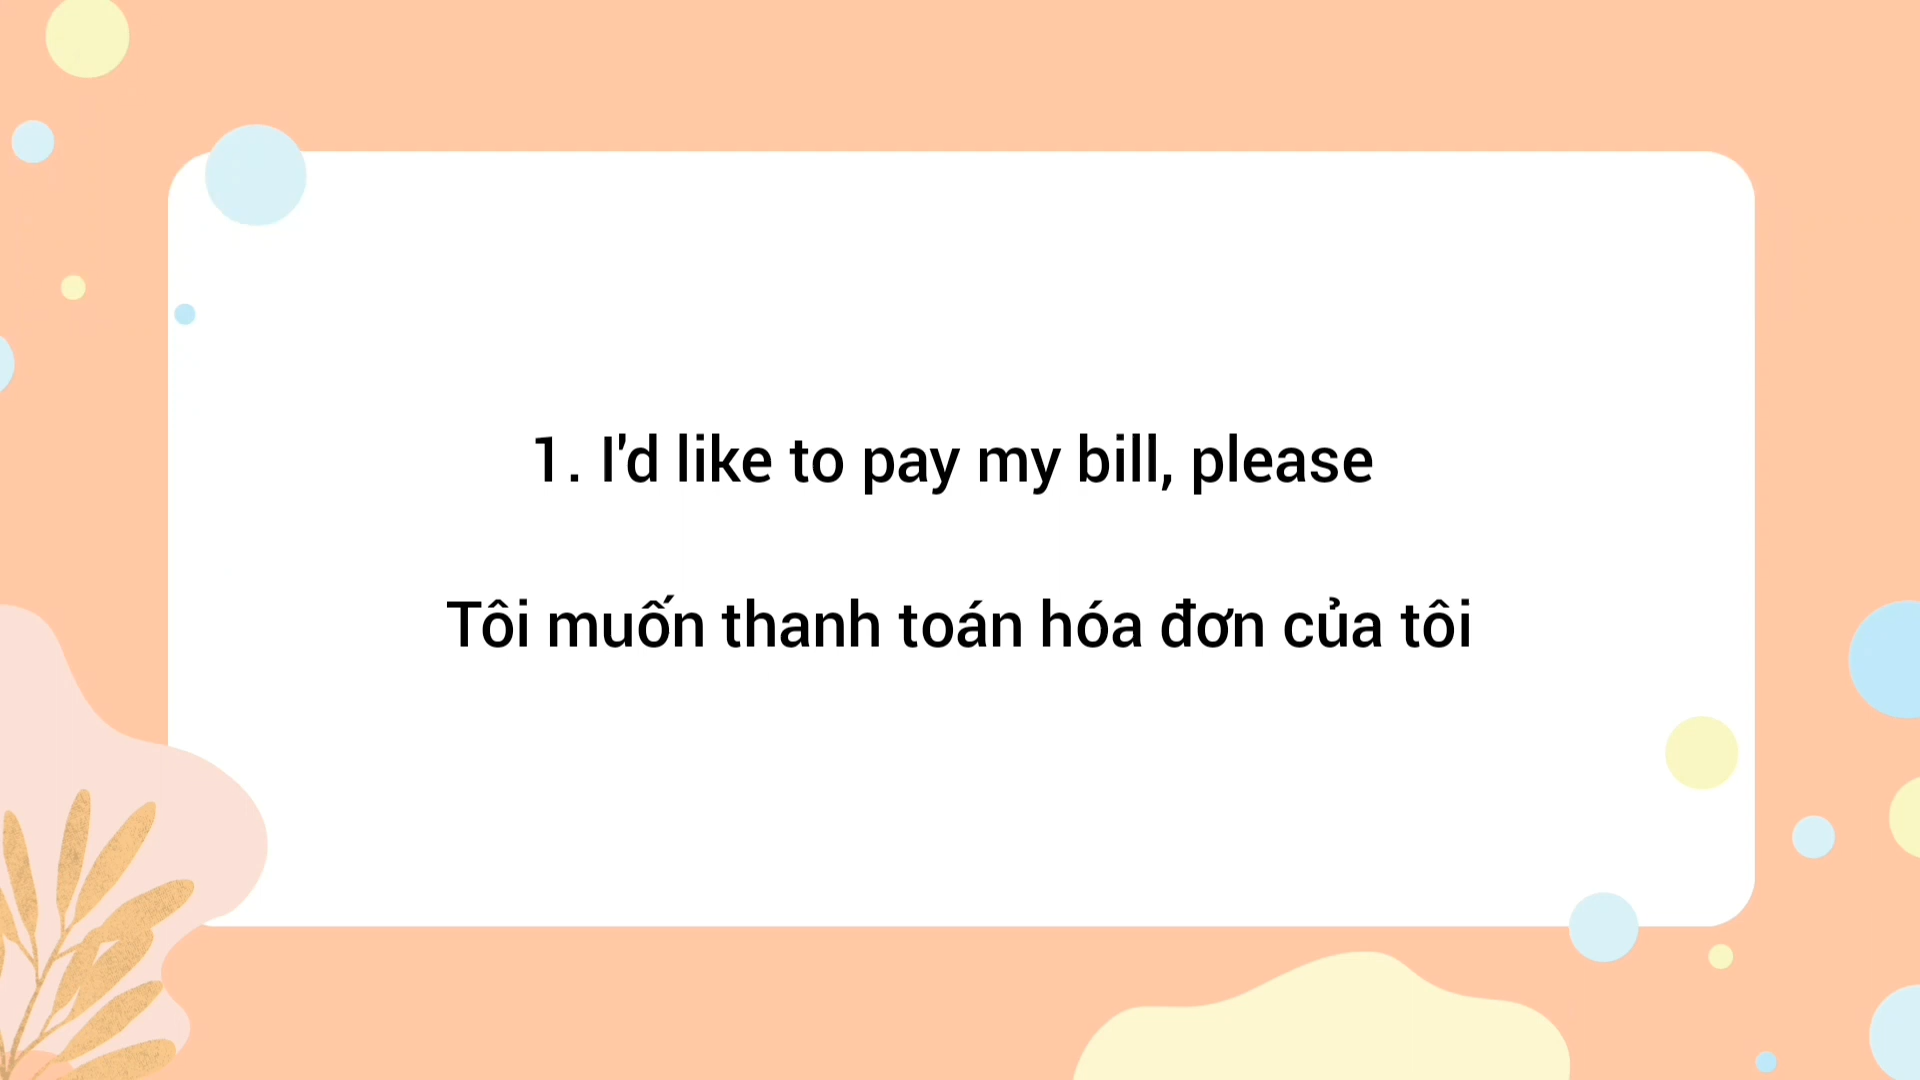 1. I'd like to pay my bill, please
Tôi muốn thanh toán hóa đơn của tôi